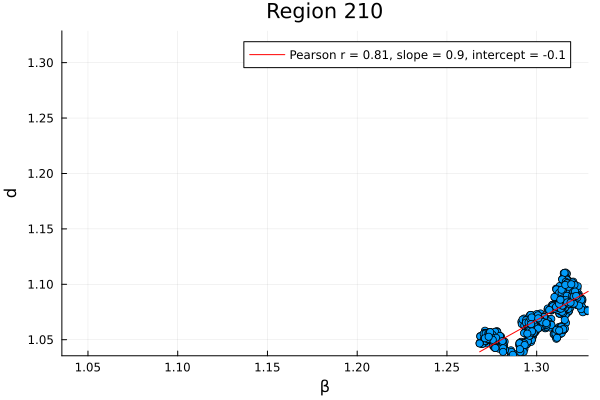 Region 210
Pearson r = 0.81, slope = 0.9, intercept = -0.1
1.30
1.25
1.20
1.15
1.10
1.05
d
1.05 1.10 1.15 1.20 1.25 1.30
β